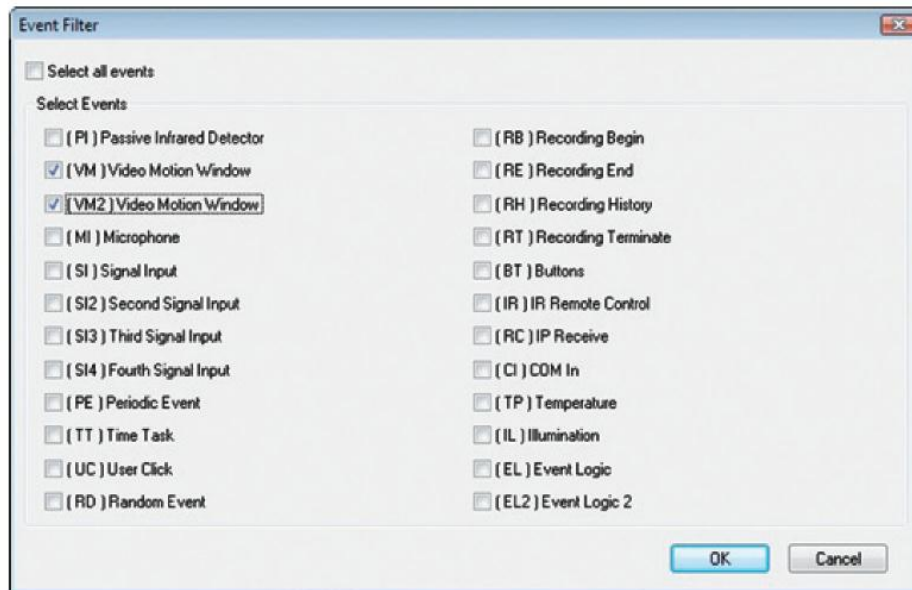 Event Filter
Select all events
Select Events
( PI ) Passive Infrared Detector
( VM ) Video Motion Window
( VM2 ) Video Motion Window
( MI ) Microphone
( SI ) Signal Input
( SI2 ) Second Signal Input
( SI3 ) Third Signal Input
( SI4 ) Fourth Signal Input
( PE ) Periodic Event
( TT ) Time Task
( UC ) User Click
( RD ) Random Event
( RB ) Recording Begin
( RE ) Recording End
( RH ) Recording History
( RT ) Recording Terminate
( BT ) Buttons
( IR ) IR Remote Control
( RC ) IP Receive
( CI ) COM In
( TP ) Temperature
( IL ) Illumination
( EL ) Event Logic
( EL2 ) Event Logic 2
OK
Cancel